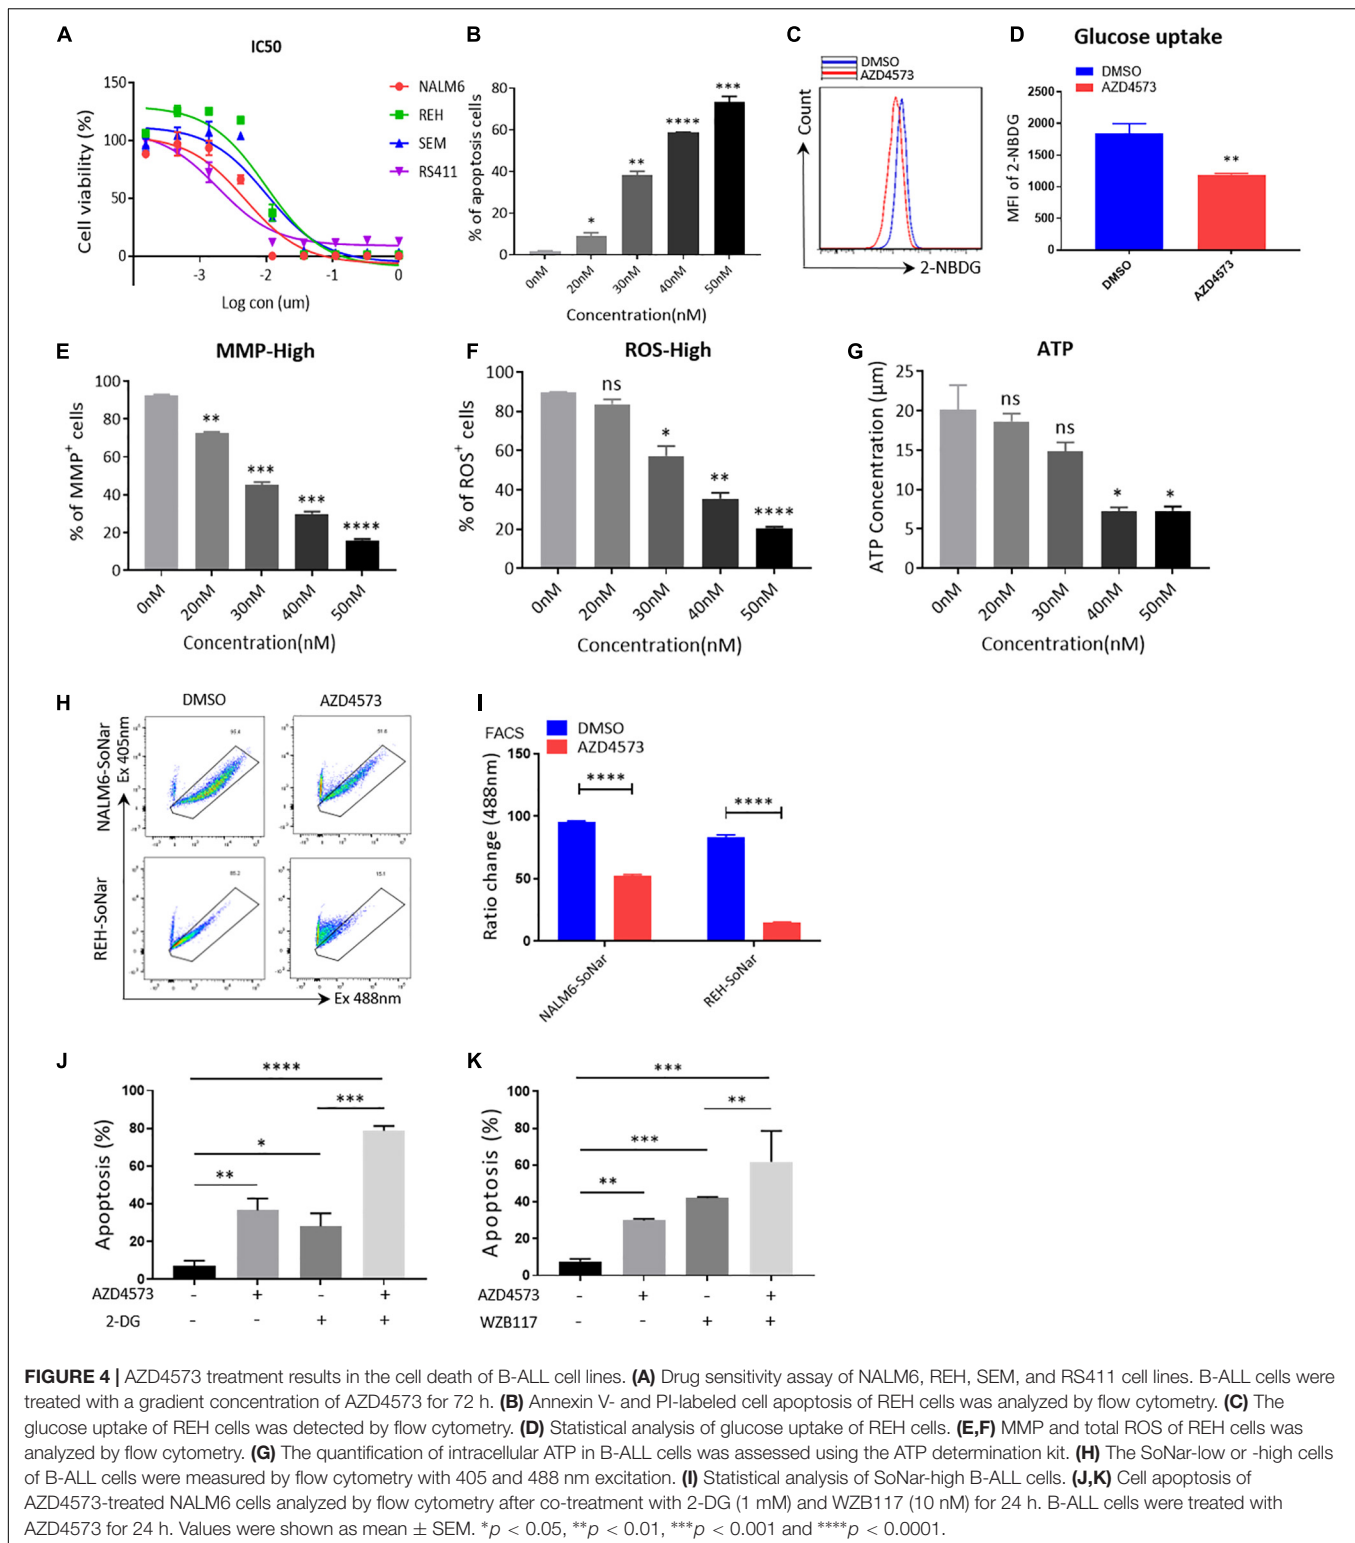 A
IC50
Cell viability (%)
150
100
50
0
-3
-2
-1
0
Log con (um)
NALM6
REH
SEM
RS411
B
% of apoptosis cells
80
60
40
20
0
*
**
****
***
0nM
20nM
30nM
40nM
50nM
Concentration(nM)
C
DMSO
AZD4573
Count
2-NBDG
D
Glucose uptake
DMSO
AZD4573
MFI of 2-NBDG
2500
2000
1500
1000
500
0
**
DMSO
AZD4573
E
MMP-High
% of MMP+ cells
100
80
60
40
20
0
**
***
***
****
0nM
20nM
30nM
40nM
50nM
Concentration(nM)
F
ROS-High
% of ROS+ cells
100
80
60
40
20
0
ns
*
**
****
0nM
20nM
30nM
40nM
50nM
Concentration(nM)
G
ATP
ATP Concentration (μm)
25
20
15
10
5
0
ns
ns
*
*
0nM
20nM
30nM
40nM
50nM
Concentration(nM)
H
DMSO
AZD4573
NALM6-SoNar
Ex 405nm
REH-SoNar
Ex 488nm
I
FACS
DMSO
AZD4573
Ratio change (488nm)
150
100
50
0
****
****
NALM6-SoNar
REH-SoNar
J
Apoptosis (%)
100
80
60
40
20
0
****
***
*
**
AZD4573 - + - +
2-DG - - + +
K
Apoptosis (%)
100
80
60
40
20
0
***
**
***
**
AZD4573 - + - +
WZB117 - - + +
FIGURE 4 | AZD4573 treatment results in the cell death of B-ALL cell lines. (A) Drug sensitivity assay of NALM6, REH, SEM, and RS411 cell lines. B-ALL cells were
treated with a gradient concentration of AZD4573 for 72 h. (B) Annexin V- and PI-labeled cell apoptosis of REH cells was analyzed by flow cytometry. (C) The
glucose uptake of REH cells was detected by flow cytometry. (D) Statistical analysis of glucose uptake of REH cells. (E,F) MMP and total ROS of REH cells was
analyzed by flow cytometry. (G) The quantification of intracellular ATP in B-ALL cells was assessed using the ATP determination kit. (H) The SoNar-low or -high cells
of B-ALL cells were measured by flow cytometry with 405 and 488 nm excitation. (I) Statistical analysis of SoNar-high B-ALL cells. (J,K) Cell apoptosis of
AZD4573-treated NALM6 cells analyzed by flow cytometry after co-treatment with 2-DG (1 mM) and WZB117 (10 nM) for 24 h. B-ALL cells were treated with
AZD4573 for 24 h. Values were shown as mean ± SEM. *p < 0.05, **p < 0.01, ***p < 0.001 and ****p < 0.0001.